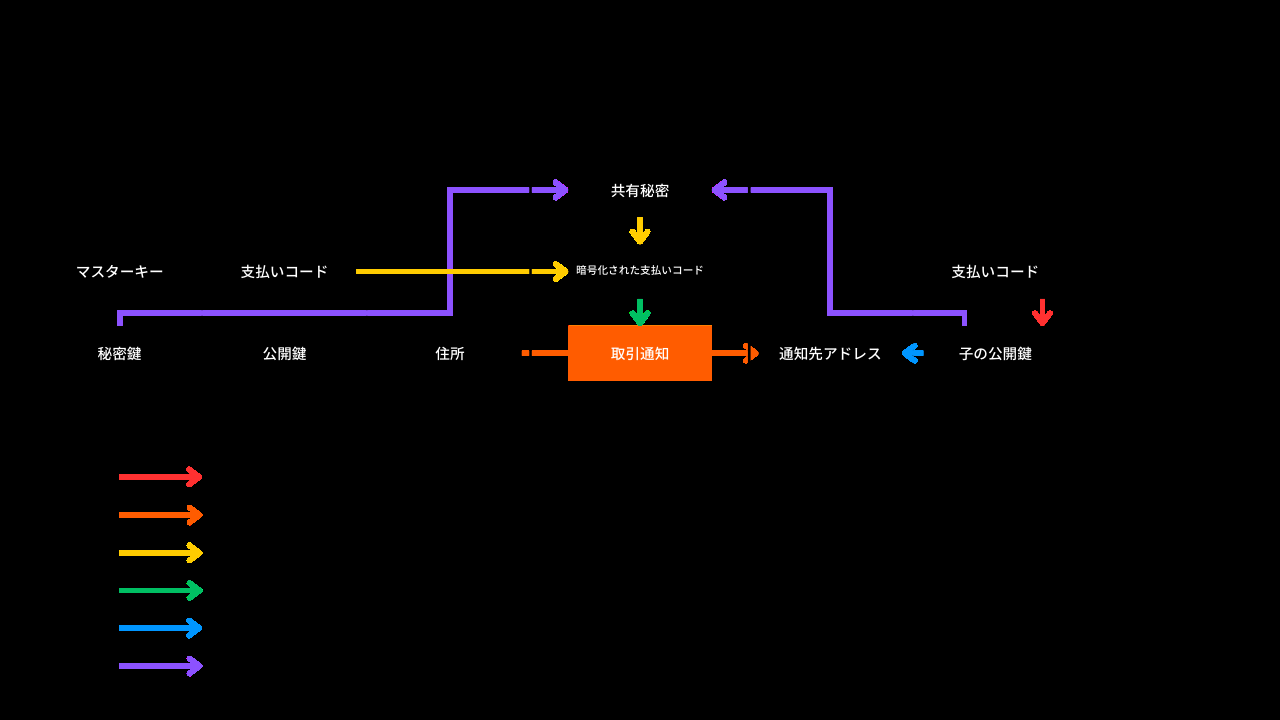 共有秘密
マスターキー
支払いコード
暗号化された支払いコード
支払いコード
秘密鍵
公開鍵
住所
取引通知
通知先アドレス
子の公開鍵